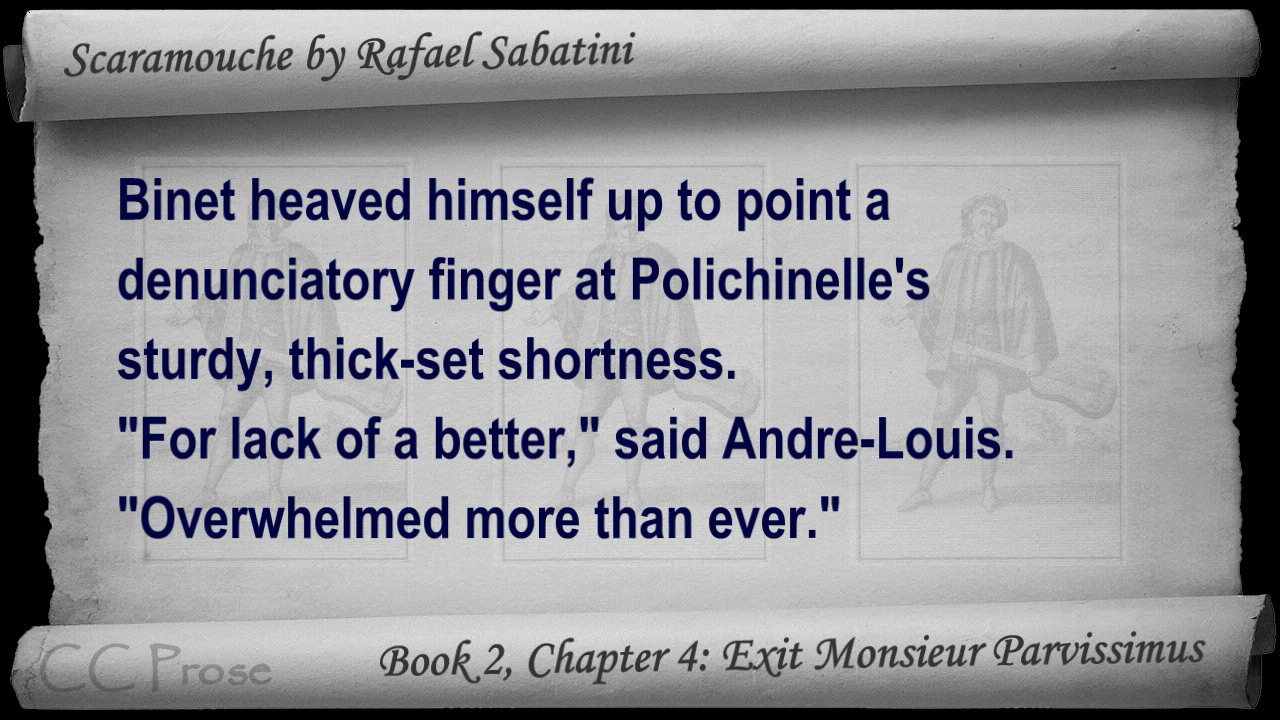 Scaramouche by Rafael Sabatini
Binet heaved himself up to point a
denunciatory finger at Polichinelle's
sturdy, thick-set shortness.
"For lack of a better," said Andre-Louis.
"Overwhelmed more than ever."
CC Prose
Book 2, Chapter 4: Exit Monsieur Parvissimus